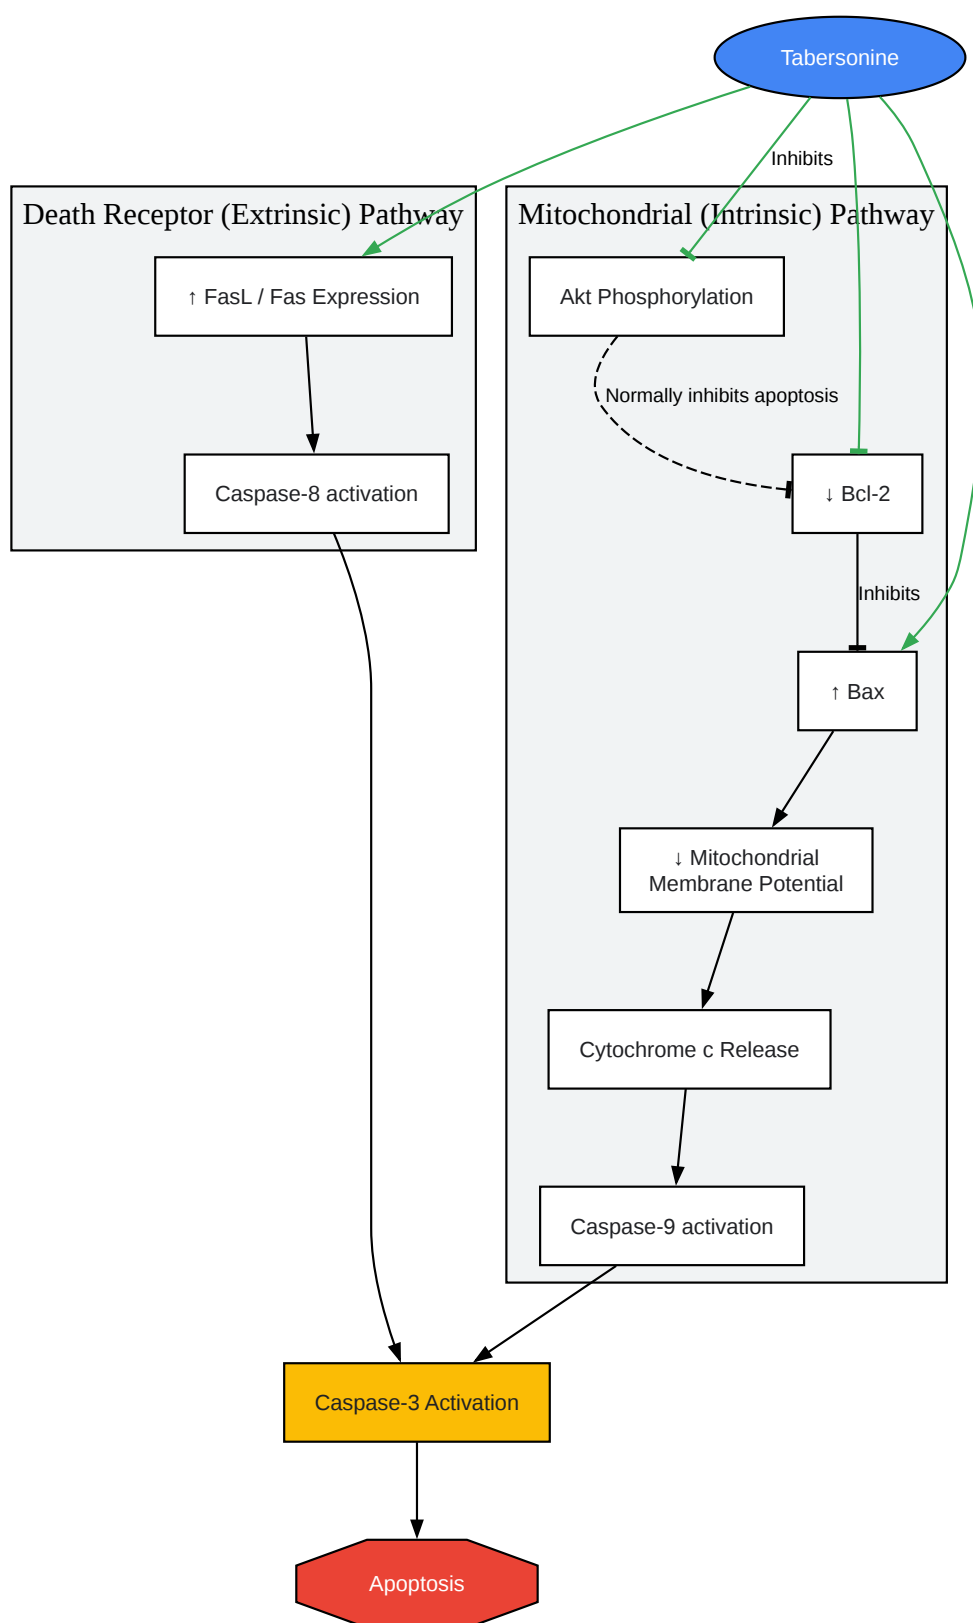 Tabersonine
Inhibits
Death Receptor (Extrinsic) Pathway
Mitochondrial (Intrinsic) Pathway
↑ FasL / Fas Expression
Akt Phosphorylation
Normally inhibits apoptosis
Caspase-8 activation
↓ Bcl-2
Inhibits
↑ Bax
↓ Mitochondrial
Membrane Potential
Cytochrome c Release
Caspase-9 activation
Caspase-3 Activation
Apoptosis